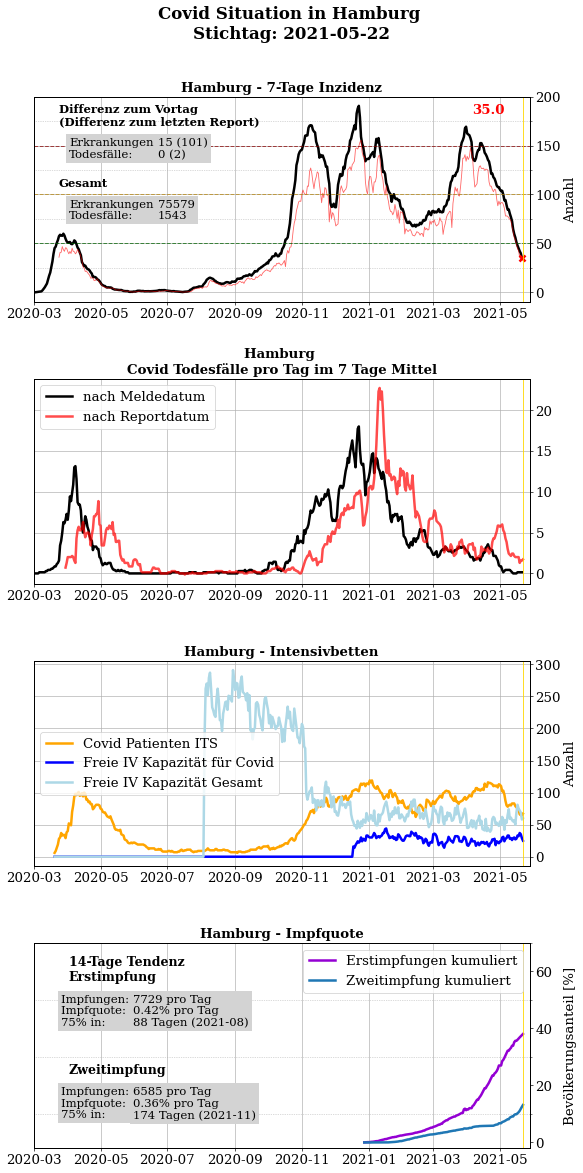 Covid Situation in Hamburg
Stichtag: 2021-05-22
Hamburg - 7-Tage Inzidenz
Differenz zum Vortag
(Differenz zum letzten Report)
Erkrankungen 15 (101)
Todesfälle: 0 (2)
Gesamt
Erkrankungen 75579
Todesfälle: 1543
35.0
200
150
100
50
0
Anzahl
2020-03 2020-05 2020-07 2020-09 2020-11 2021-01 2021-03 2021-05
Hamburg
Covid Todesfälle pro Tag im 7 Tage Mittel
nach Meldedatum
nach Reportdatum
20
15
10
5
0
2020-03 2020-05 2020-07 2020-09 2020-11 2021-01 2021-03 2021-05
Hamburg - Intensivbetten
Covid Patienten ITS
Freie IV Kapazität für Covid
Freie IV Kapazität Gesamt
300
250
200
150
100
50
0
Anzahl
2020-03 2020-05 2020-07 2020-09 2020-11 2021-01 2021-03 2021-05
Hamburg - Impfquote
14-Tage Tendenz
Erstimpfung
Impfungen: 7729 pro Tag
Impfquote: 0.42% pro Tag
75% in: 88 Tagen (2021-08)
Zweitimpfung
Impfungen: 6585 pro Tag
Impfquote: 0.36% pro Tag
75% in: 174 Tagen (2021-11)
Erstimpfungen kumuliert
Zweitimpfung kumuliert
60
40
20
0
Bevölkerungsanteil [%]
2020-03 2020-05 2020-07 2020-09 2020-11 2021-01 2021-03 2021-05